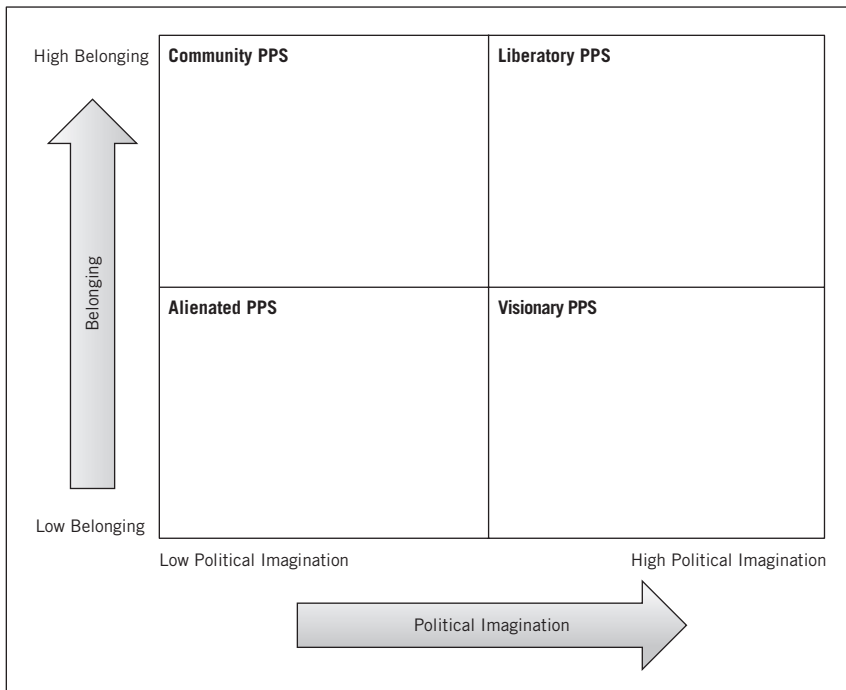 High Belonging
Community PPS
Liberatory PPS
Belonging
Alienated PPS
Visionary PPS
Low Belonging
Low Political Imagination
High Political Imagination
Political Imagination